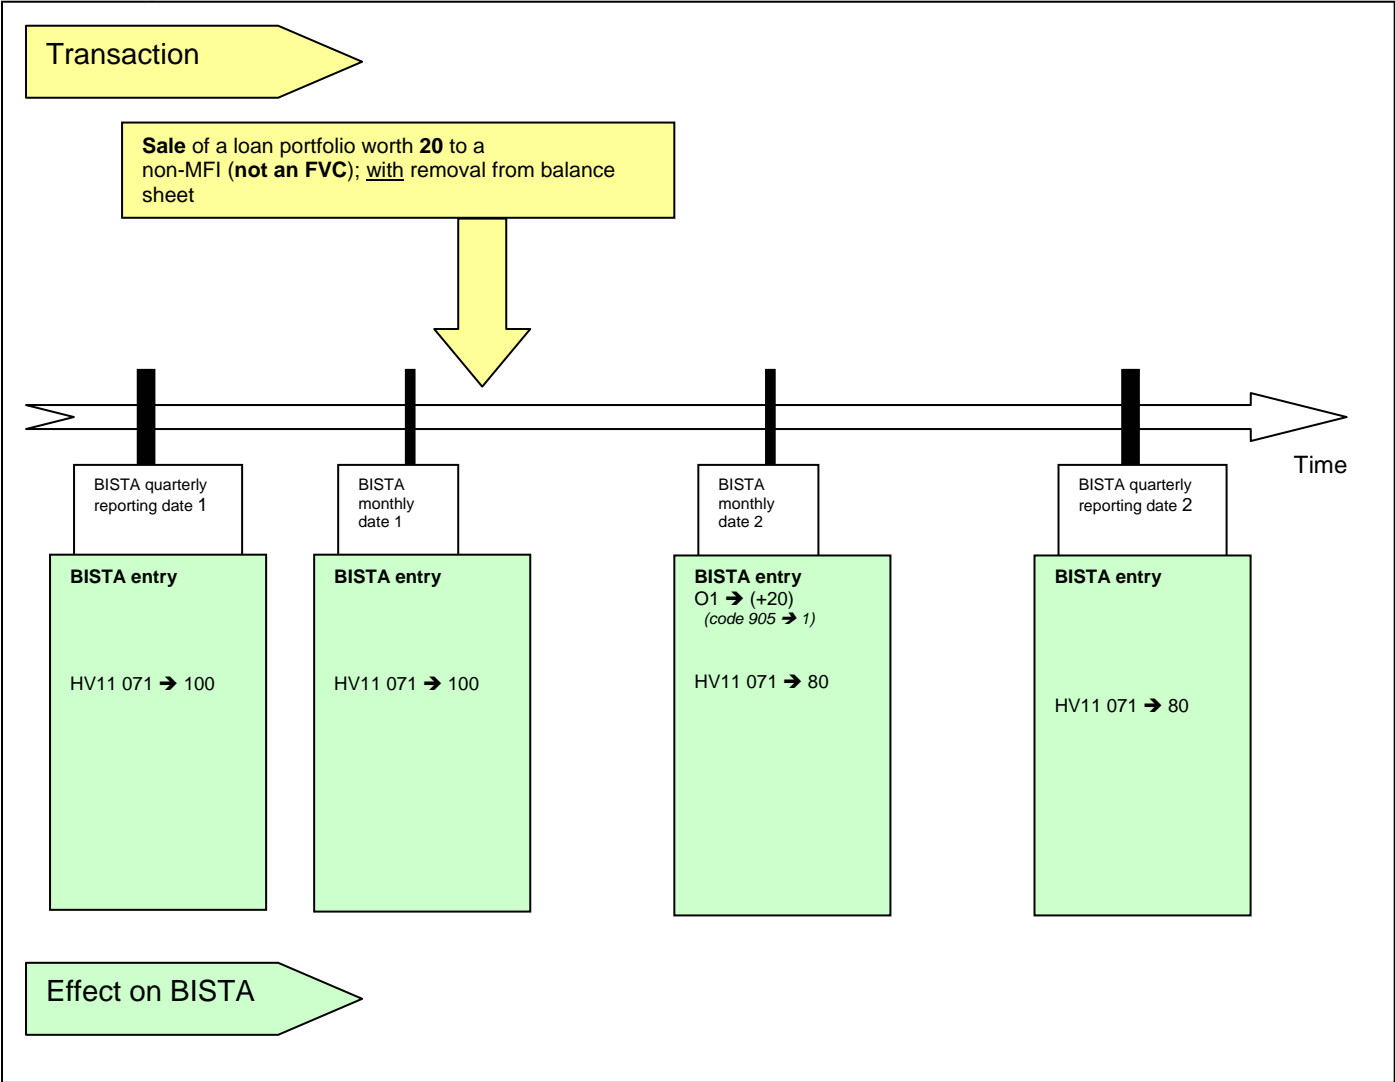 Transaction
Sale of a loan portfolio worth 20 to a
non-MFI (not an FVC); with removal from balance
sheet
Time
BISTA quarterly
reporting date 1
BISTA
monthly
date 1
BISTA
monthly
date 2
BISTA quarterly
reporting date 2
BISTA entry
HV11 071 ➔ 100
BISTA entry
HV11 071 ➔ 100
BISTA entry
O1 ➔ (+20)
(code 905 ➔ 1)
HV11 071 ➔ 80
BISTA entry
HV11 071 ➔ 80
Effect on BISTA